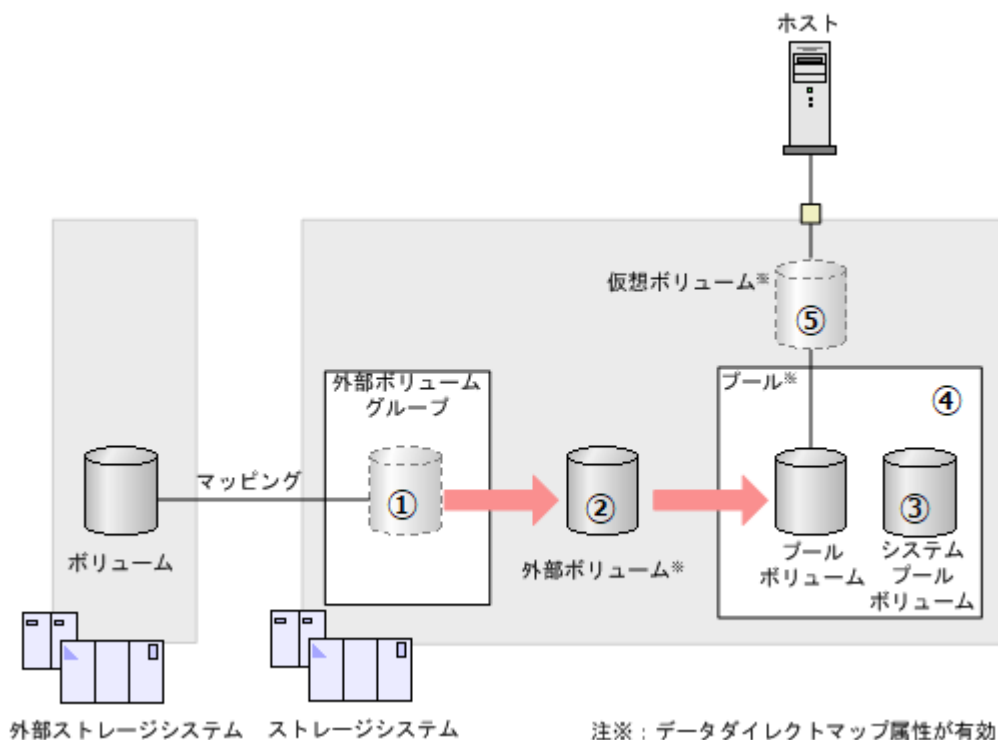 ホスト
仮想ボリューム※
⑤
外部ボリューム
グループ
プール※
④
マッピング
①
②
③
ボリューム
外部ボリューム※
プール
ボリューム
システム
プール
ボリューム
外部ストレージシステム
ストレージシステム
注※：データダイレクトマップ属性が有効